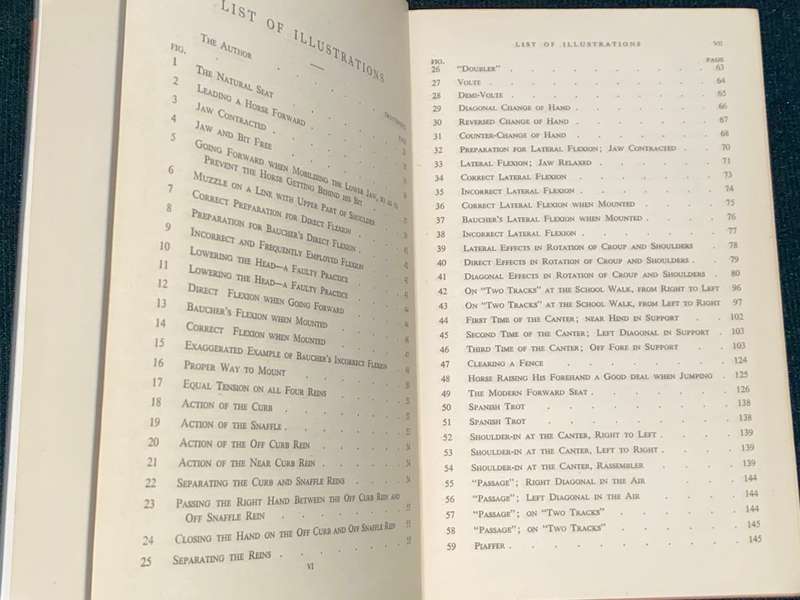 LIST OF ILLUSTRATIONS
FIG.
The Author
1 The Natural Seat
2 Leading a Horse Forward
3 Jaw Contracted
4 Jaw and Bit Free
5 Going Forward when Mobilising the Lower Jaw, so as to
Prevent the Horse Getting Behind his Bit
6 Muzzle on a Line with Upper Part of Shoulder
7 Correct Preparation for Direct Flexion
8 Preparation for Baucher's Direct Flexion
9 Incorrect and Frequently Employed Flexion
10 Lowering the Head—A Faulty Practice
11 Lowering the Head—A Faulty Practice
12 Direct Flexion when Going Forward
13 Baucher's Flexion when Mounted
14 Correct Flexion when Mounted
15 Exaggerated Example of Baucher's Incorrect Flexion
16 Proper Way to Mount
17 Equal Tension on all Four Reins
18 Action of the Curb
19 Action of the Snaffle
20 Action of the Off Curb Rein
21 Action of the Near Curb Rein
22 Separating the Curb and Snaffle Reins
23 Passing the Right Hand Between the Off Curb Rein and
Off Snaffle Rein
24 Closing the Hand on the Off Curb and Off Snaffle Rein
25 Separating the Reins
VI
LIST OF ILLUSTRATIONS VII
FIG. PAGE
26 "Doubler" 63
27 Volte 64
28 Demi-Volte 65
29 Diagonal Change of Hand 66
30 Reversed Change of Hand 67
31 Counter-Change of Hand 68
32 Preparation for Lateral Flexion; Jaw Contracted 70
33 Lateral Flexion; Jaw Relaxed 71
34 Correct Lateral Flexion 73
35 Incorrect Lateral Flexion 74
36 Correct Lateral Flexion when Mounted 75
37 Baucher's Lateral Flexion when Mounted 76
38 Incorrect Lateral Flexion 77
39 Lateral Effects in Rotation of Croup and Shoulders 78
40 Direct Effects in Rotation of Croup and Shoulders 79
41 Diagonal Effects in Rotation of Croup and Shoulders 80
42 On "Two Tracks" at the School Walk, from Right to Left 96
43 On "Two Tracks" at the School Walk, from Left to Right 97
44 First Time of the Canter; near Hind in Support 102
45 Second Time of the Canter; Left Diagonal in Support 103
46 Third Time of the Canter; Off Fore in Support 103
47 Clearing a Fence 124
48 Horse Raising His Forehand a Good Deal when Jumping 125
49 The Modern Forward Seat 126
50 Spanish Trot 138
51 Spanish Trot 138
52 Shoulder-in at the Canter, Right to Left 139
53 Shoulder-in at the Canter, Left to Right 139
54 Shoulder-in at the Canter, Rassembler 139
55 "Passage"; Right Diagonal in the Air 144
56 "Passage"; Left Diagonal in the Air 144
57 "Passage"; on "Two Tracks" 144
58 "Passage"; on "Two Tracks" 145
59 Piaffer 145